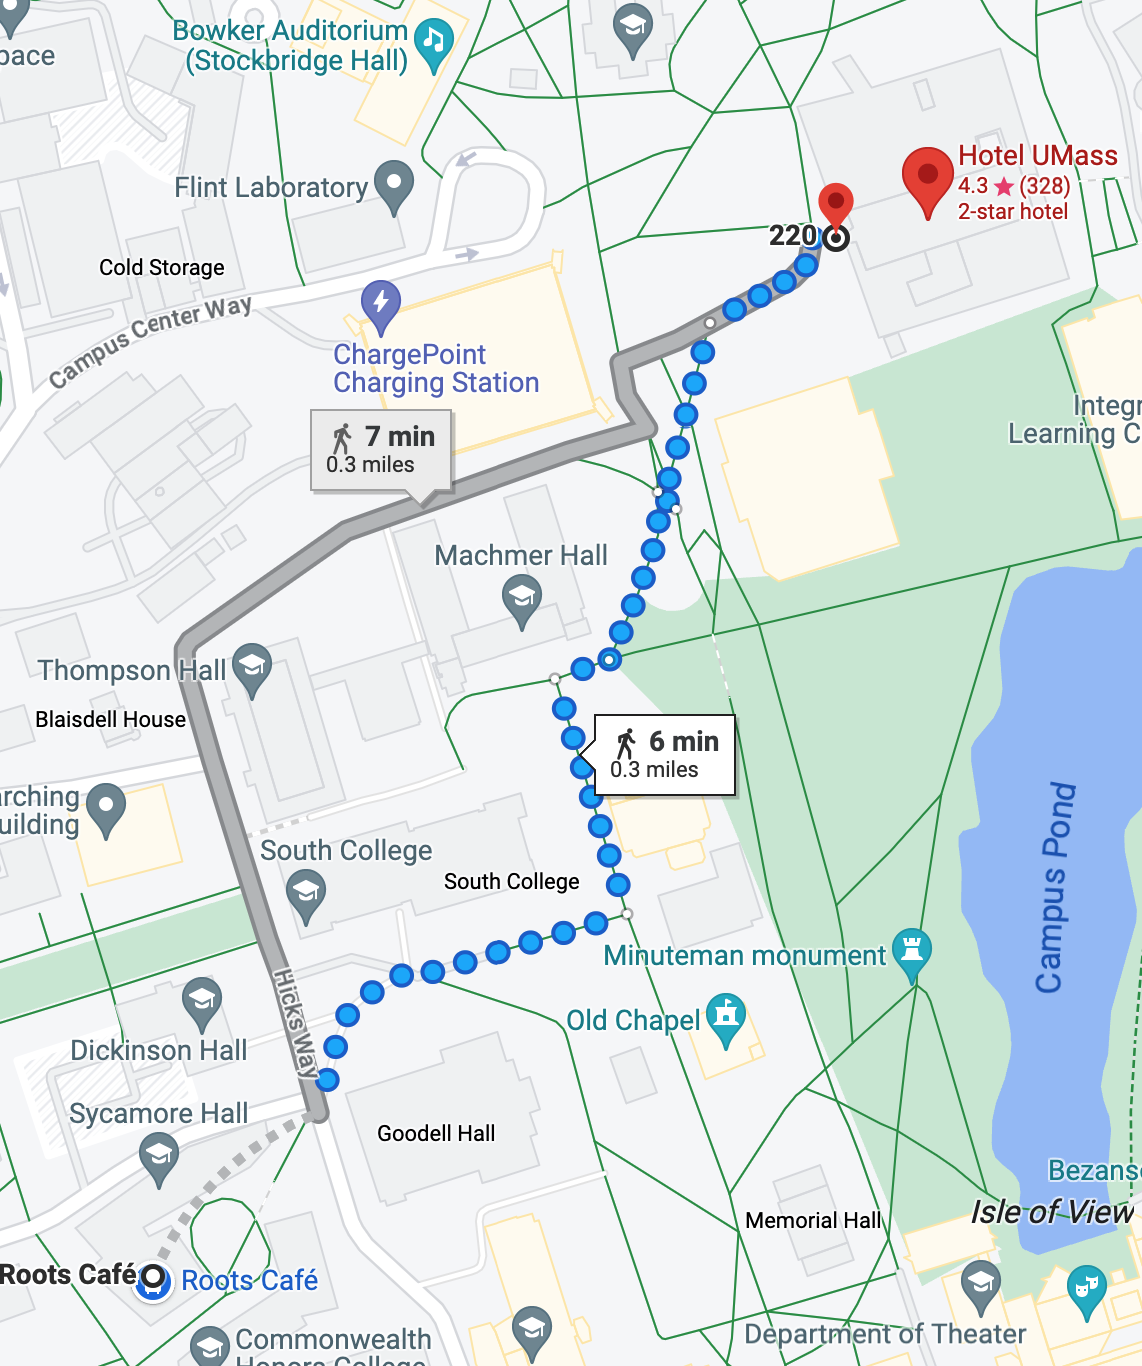 Bowker Auditorium
(Stockbridge Hall)
pace
Hotel UMass
4.3 ★ (328)
2-star hotel
Flint Laboratory
220
Cold Storage
Campus Center Way
ChargePoint
Charging Station
Integr
Learning C
7 min
0.3 miles
Machmer Hall
Thompson Hall
Blaisdell House
6 min
0.3 miles
arching
uilding
Campus Pond
South College
South College
Minuteman monument
Hicks Way
Old Chapel
Dickinson Hall
Sycamore Hall
Goodell Hall
Bezans
Isle of View
Memorial Hall
Roots Café
Roots Café
Department of Theater
Commonwealth
Honors College